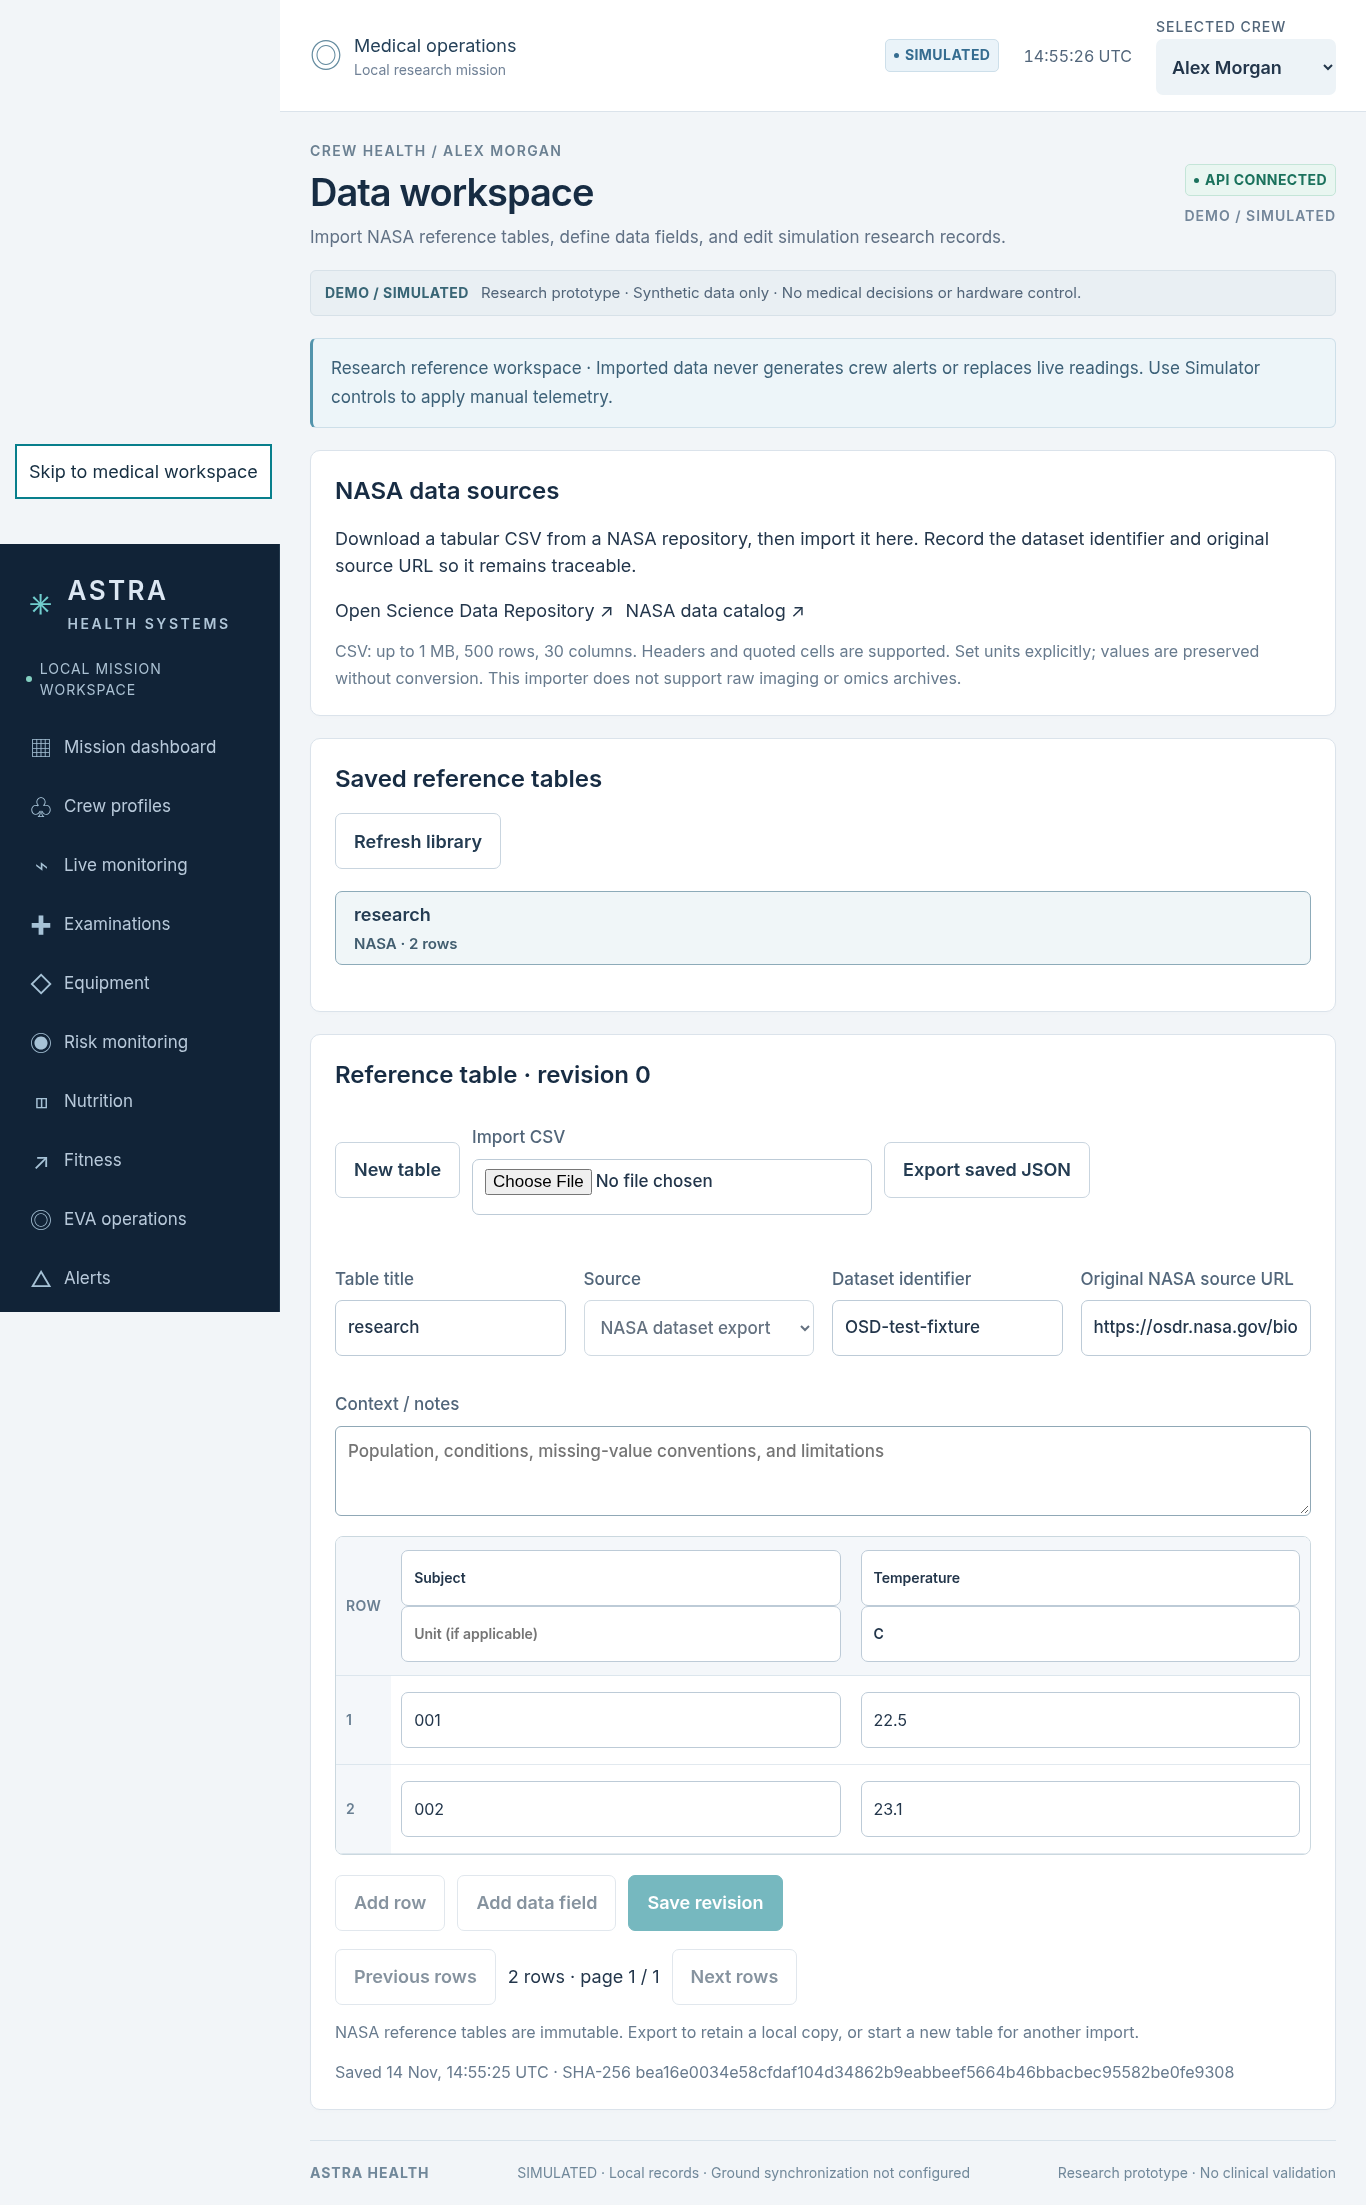 Medical operations
Local research mission
• SIMULATED
14:55:26 UTC
SELECTED CREW
Alex Morgan
CREW HEALTH / ALEX MORGAN
Data workspace
Import NASA reference tables, define data fields, and edit simulation research records.
• API CONNECTED
DEMO / SIMULATED
DEMO / SIMULATED Research prototype · Synthetic data only · No medical decisions or hardware control.
Research reference workspace · Imported data never generates crew alerts or replaces live readings. Use Simulator
controls to apply manual telemetry.
Skip to medical workspace
ASTRA
HEALTH SYSTEMS
LOCAL MISSION
WORKSPACE
Mission dashboard
Crew profiles
Live monitoring
Examinations
Equipment
Risk monitoring
Nutrition
Fitness
EVA operations
Alerts
NASA data sources
Download a tabular CSV from a NASA repository, then import it here. Record the dataset identifier and original
source URL so it remains traceable.
Open Science Data Repository ↗ NASA data catalog ↗
CSV: up to 1 MB, 500 rows, 30 columns. Headers and quoted cells are supported. Set units explicitly; values are preserved
without conversion. This importer does not support raw imaging or omics archives.
Saved reference tables
Refresh library
research
NASA · 2 rows
Reference table · revision 0
New table
Import CSV
Choose File No file chosen
Export saved JSON
Table title
research
Source
NASA dataset export
Dataset identifier
OSD-test-fixture
Original NASA source URL
https://osdr.nasa.gov/bio
Context / notes
Population, conditions, missing-value conventions, and limitations
ROW
Subject
Temperature
Unit (if applicable)
C
1 001 22.5
2 002 23.1
Add row Add data field Save revision
Previous rows 2 rows · page 1 / 1 Next rows
NASA reference tables are immutable. Export to retain a local copy, or start a new table for another import.
Saved 14 Nov, 14:55:25 UTC · SHA-256 bea16e0034e58cfdaf104d34862b9eabbeef5664b46bbacbec95582be0fe9308
ASTRA HEALTH
SIMULATED · Local records · Ground synchronization not configured
Research prototype · No clinical validation